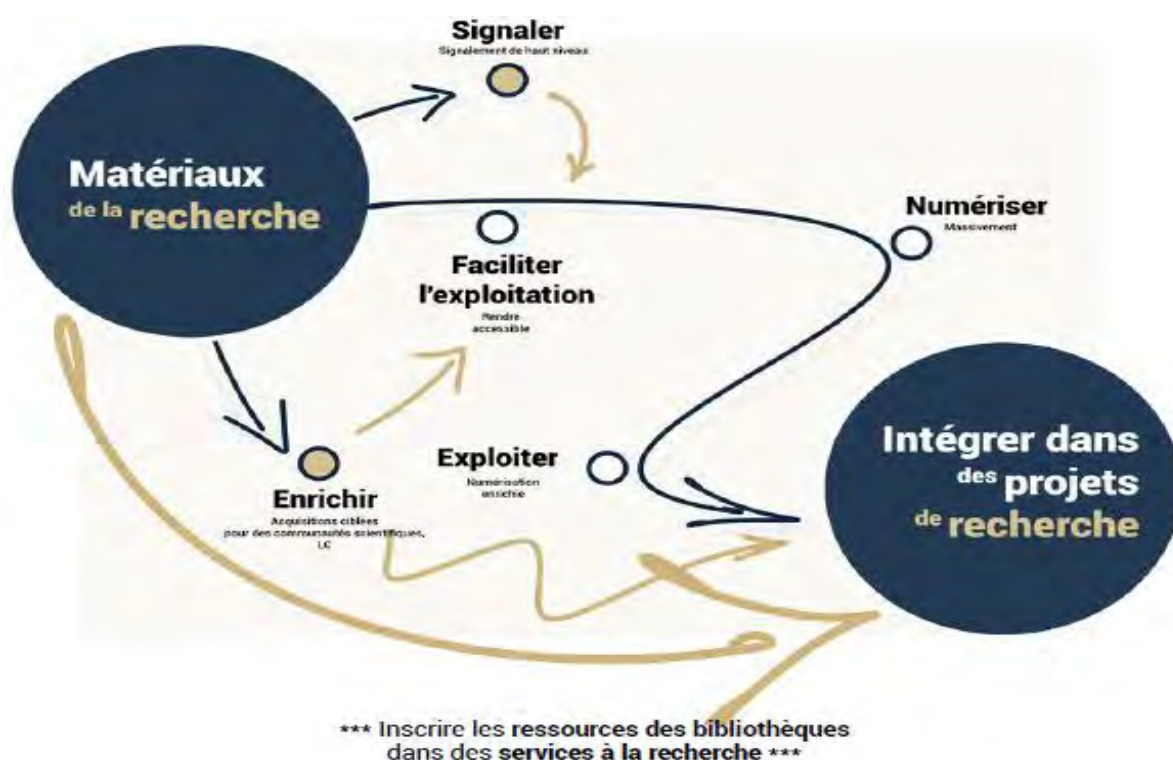 Signaler
Signalement de haut niveau
Matériaux
de la recherche
Numériser
Massivement
Faciliter
l'exploitation
Rendre
accessible
Intégrer dans
des projets
de recherche
Exploiter
Numérisation
enrichie
Enrichir
Acquisitions ciblées
pour des communautés scientifiques,
LC
*** Inscrire les ressources des bibliothèques
dans des services à la recherche ***